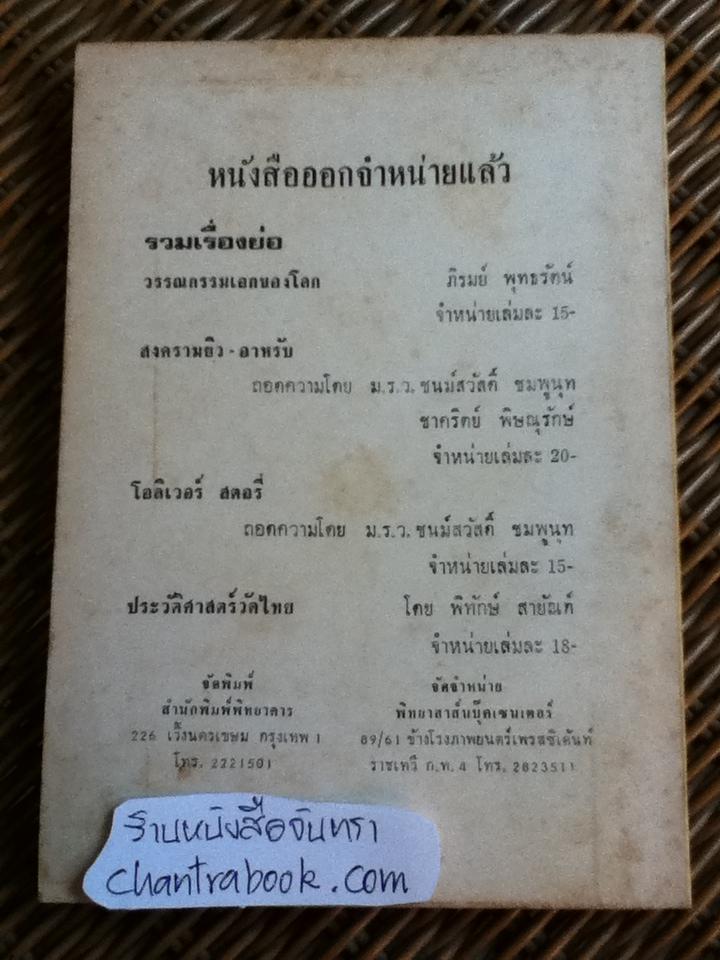 หนังสือออกจำหน่ายแล้ว
รวมเรื่องย่อ
วรรณกรรมเอกของโลก ภิรมย์ พุทธรัตน์
จำหน่ายเล่มละ 15-
สงครามยิว - อาหรับ
ถอดความโดย ม.ร.ว. ชนม์สวัสดิ์ ชมพูนุท
ชาคริตย์ พิษณุรักษ์
จำหน่ายเล่มละ 20-
โอลิเวอร์ สตอรี่
ถอดความโดย ม.ร.ว. ชนม์สวัสดิ์ ชมพูนุท
จำหน่ายเล่มละ 15-
ประวัติศาสตร์วัดไทย โดย พิทักษ์ สายัณห์
จำหน่ายเล่มละ 18-
จัดพิมพ์
สำนักพิมพ์พิทยาคาร
226 เวิ้งนครเขษม กรุงเทพ 1
โทร. 2221501
จัดจำหน่าย
พิทยาสาส์นบุ๊คเซนเตอร์
89/61 ข้างโรงภาพยนตร์เพรสซิเด้นท์
ราชเทวี ก.ท. 4 โทร. 2823511
ร้านหนังสือจันทรา
chantrabook.com